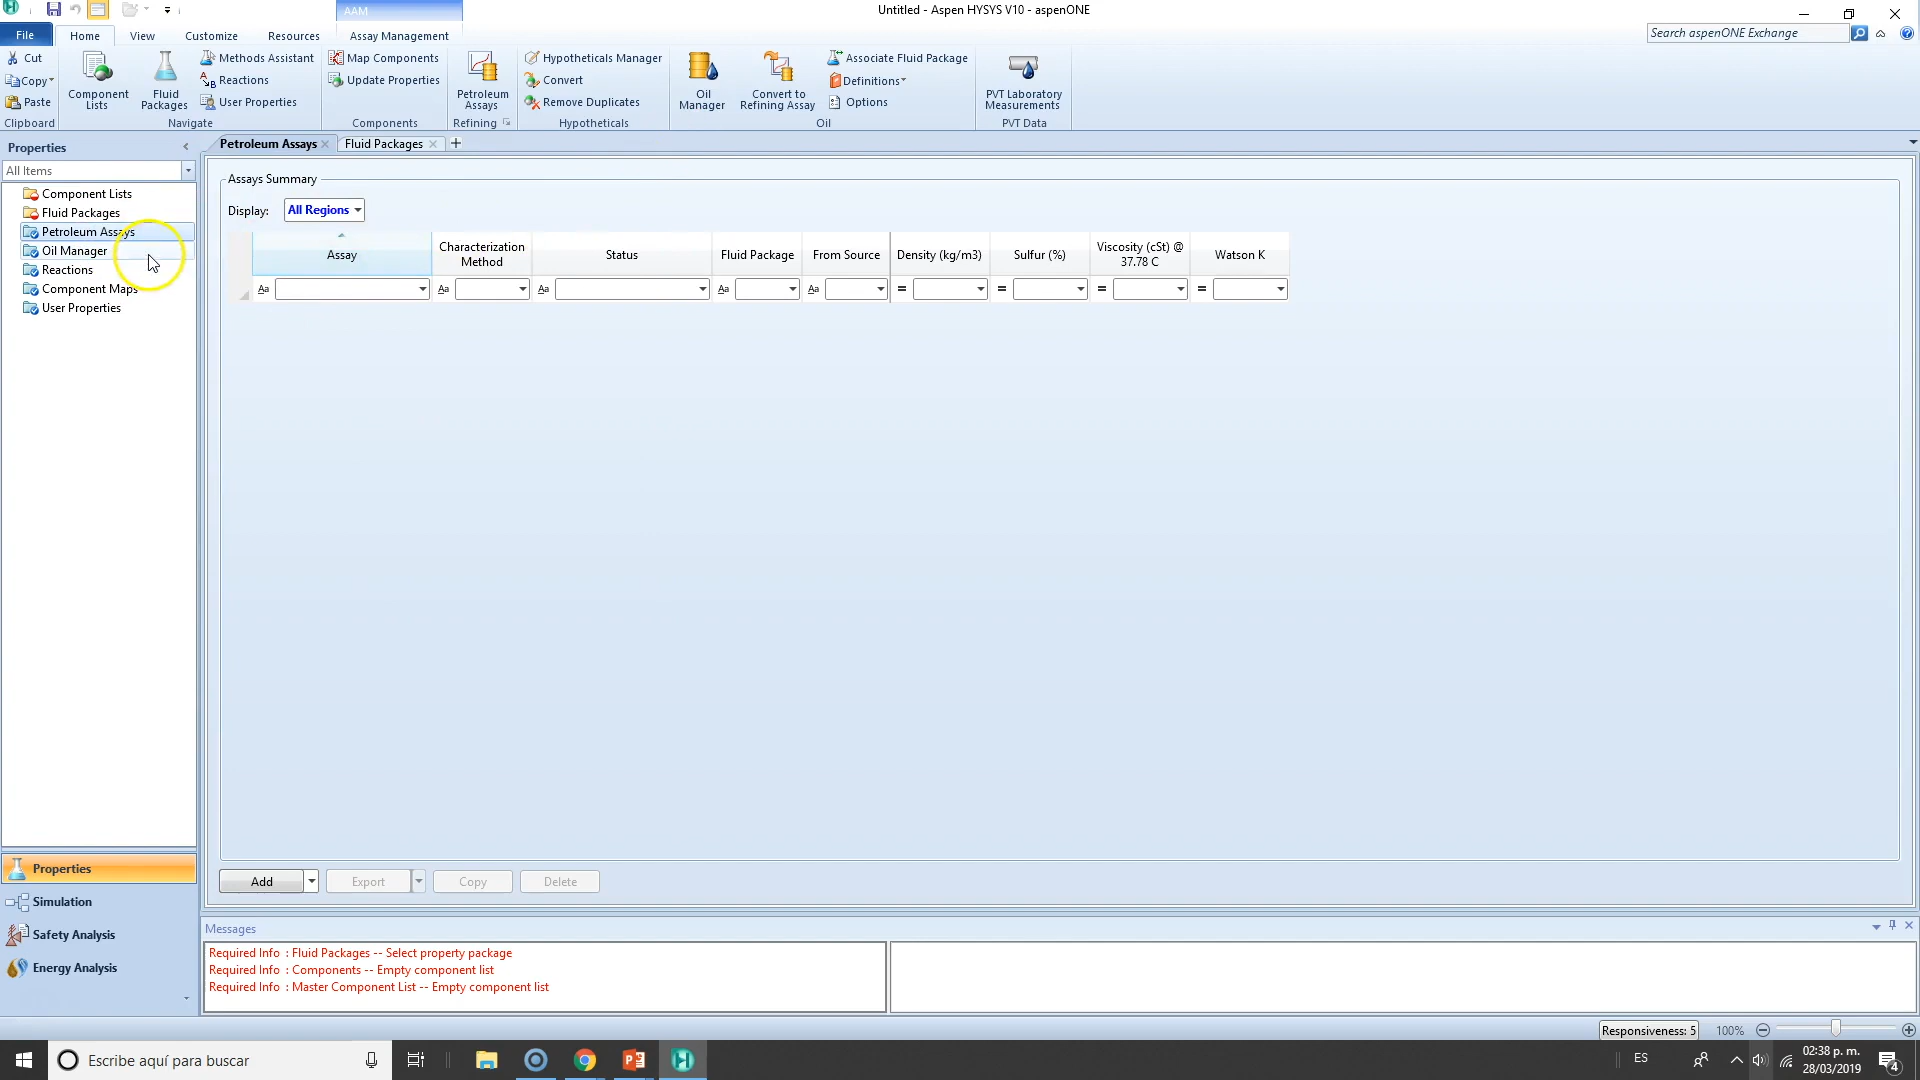 AAM
Untitled - Aspen HYSYS V10 - aspenONE
File Home View Customize Resources Assay Management
Search aspenONE Exchange
Cut
Copy
Paste
Clipboard
Component Lists
Fluid Packages
Methods Assistant
Reactions
User Properties
Navigate
Map Components
Update Properties
Components
Petroleum Assays
Refining
Hypotheticals Manager
Convert
Remove Duplicates
Hypotheticals
Oil Manager
Convert to Refining Assay
Associate Fluid Package
Definitions
Options
Oil
PVT Laboratory Measurements
PVT Data
Properties
All Items
Component Lists
Fluid Packages
Petroleum Assays
Oil Manager
Reactions
Component Maps
User Properties
Properties
Simulation
Safety Analysis
Energy Analysis
Petroleum Assays Fluid Packages +
Assays Summary
Display: All Regions
Assay
Characterization Method
Status
Fluid Package
From Source
Density (kg/m3)
Sulfur (%)
Viscosity (cSt) @ 37.78 C
Watson K
Aa Aa Aa Aa Aa = = = =
Add Export Copy Delete
Messages
Required Info : Fluid Packages -- Select property package
Required Info : Components -- Empty component list
Required Info : Master Component List -- Empty component list
Responsiveness: 5 100%
Escribe aquí para buscar
ES
02:38 p. m.
28/03/2019
4